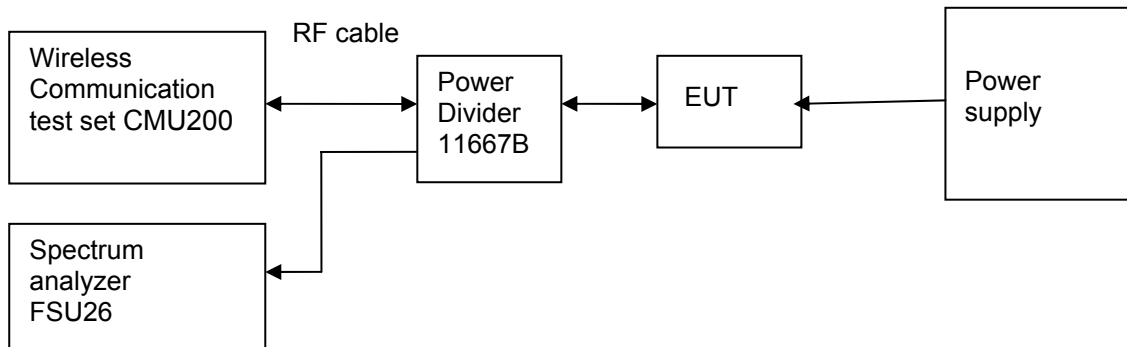 Wireless
Communication
test set CMU200
RF cable
Power
Divider
11667B
EUT
Power
supply
Spectrum
analyzer
FSU26